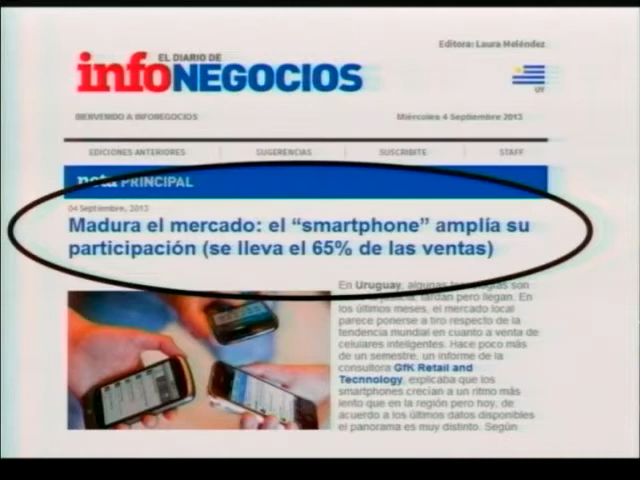 Editora: Laura Meléndez
EL DIARIO DE
infoNEGOCIOS
UY
BIENVENIDO A INFONEGOCIOS
Miércoles 4 Septiembre 2013
EDICIONES ANTERIORES
SUGERENCIAS
SUSCRIBITE
STAFF
nota PRINCIPAL
04 Septiembre, 2013
Madura el mercado: el “smartphone” amplía su
participación (se lleva el 65% de las ventas)
En Uruguay, algunas son
tardan pero llegan. En
los últimos meses, el mercado local
parece ponerse a tiro respecto de la
tendencia mundial en cuanto a venta de
celulares inteligentes. Hace poco más
de un semestre, un informe de la
consultora GfK Retail and
Tecnnology, explicaba que los
smartphones crecían a un ritmo más
lento que en la región pero hoy, de
acuerdo a los últimos datos disponibles
el panorama es muy distinto. Según